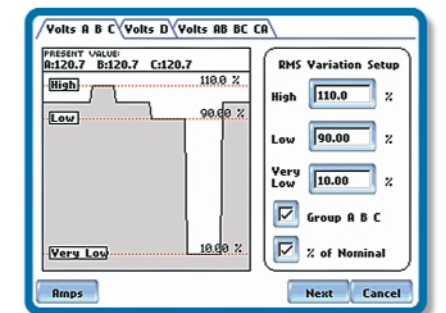 Volts A B C Volts D Volts AB BC CA
PRESENT VALUE:
A:120.7 B:120.7 C:120.7
High 110.0 %
Low 90.00 %
Very Low 10.00 %
RMS Variation Setup
High 110.0 %
Low 90.00 %
Very Low 10.00 %
Group A B C
% of Nominal
Amps Next Cancel